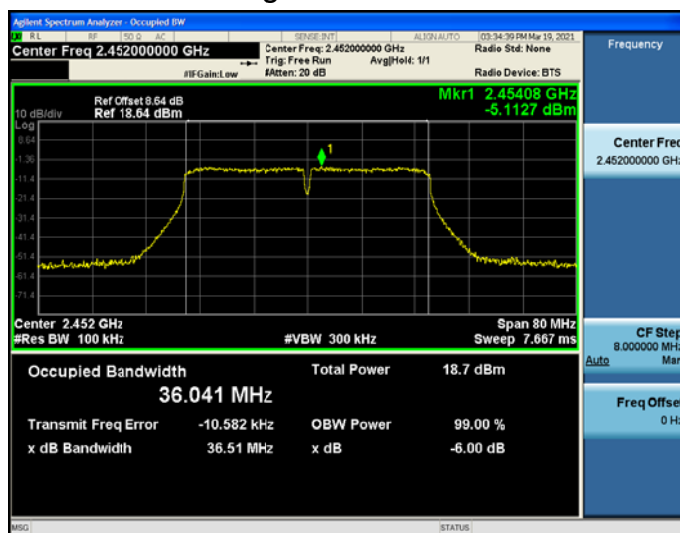 Agilent Spectrum Analyzer - Occupied BW
RL RF 50 Ω AC SENSE:INT ALIGN AUTO 03:34:39 PM Mar 19, 2021
Center Freq 2.452000000 GHz Center Freq: 2.452000000 GHz Radio Std: None Frequency
Trig: Free Run Avg|Hold: 1/1
#IFGain:Low #Atten: 20 dB Radio Device: BTS
Ref Offset 8.64 dB Mkr1 2.45408 GHz
10 dB/div Ref 18.64 dBm -5.1127 dBm
Log
8.64
-1.36
-11.4
-21.4
-31.4
-41.4
-51.4
-61.4
-71.4
1
Center Freq
2.452000000 GHz
Center 2.452 GHz Span 80 MHz
#Res BW 100 kHz #VBW 300 kHz Sweep 7.667 ms
CF Step
8.000000 MHz
Auto Man
Occupied Bandwidth Total Power 18.7 dBm
36.041 MHz
Transmit Freq Error -10.582 kHz OBW Power 99.00 %
x dB Bandwidth 36.51 MHz x dB -6.00 dB
Freq Offset
0 Hz
MSG STATUS